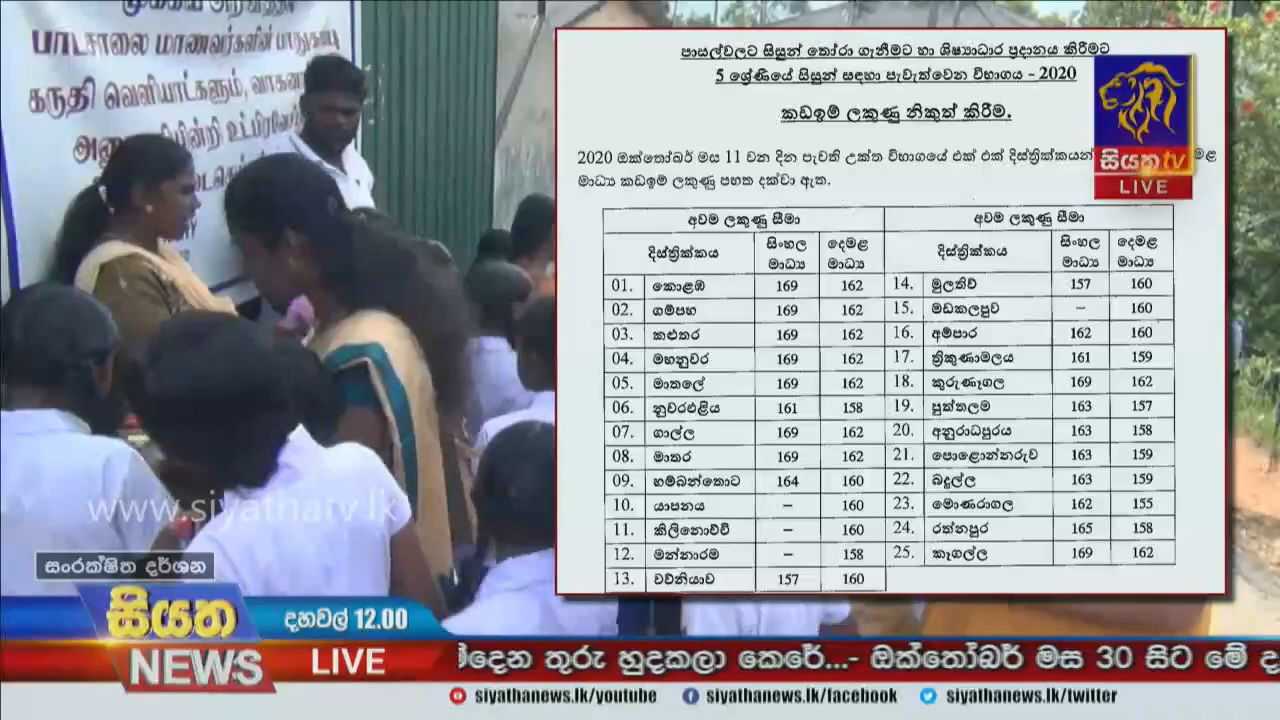 பாடசாலை மாணவர்களின்
கருதி வெளியாட்களும்,
පාසල්වලට සිසුන් තෝරා ගැනීමට හා ශිෂ්‍යාධාර ප්‍රදානය කිරීමට
5 ශ්‍රේණියේ සිසුන් සඳහා පැවැත්වෙන විභාගය - 2020
කඩඉම් ලකුණු නිකුත් කිරීම.
2020 ඔක්තෝබර් මස 11 වන දින පැවති උක්ත විභාගයේ එක් එක් දිස්ත්‍රික්කයන්
මාධ්‍ය කඩඉම් ලකුණු පහත දක්වා ඇත.
සියත tv
LIVE
අවම ලකුණු සීමා අවම ලකුණු සීමා
දිස්ත්‍රික්කය සිංහල මාධ්‍ය දෙමළ මාධ්‍ය දිස්ත්‍රික්කය සිංහල මාධ්‍ය දෙමළ මාධ්‍ය
01. කොළඹ 169 162 14. මුලතිව් 157 160
02. ගම්පහ 169 162 15. මඩකලපුව – 160
03. කළුතර 169 162 16. අම්පාර 162 160
04. මහනුවර 169 162 17. ත්‍රිකුණාමලය 161 159
05. මාතලේ 169 162 18. කුරුණෑගල 169 162
06. නුවරඑළිය 161 158 19. පුත්තලම 163 157
07. ගාල්ල 169 162 20. අනුරාධපුරය 163 158
08. මාතර 169 162 21. පොළොන්නරුව 163 159
09. හම්බන්තොට 164 160 22. බදුල්ල 163 159
10. යාපනය – 160 23. මොණරාගල 162 155
11. කිලිනොච්චි – 160 24. රත්නපුර 165 158
12. මන්නාරම – 158 25. කෑගල්ල 169 162
13. වව්නියාව 157 160
www.siyathatv.lk
සංරක්ෂිත දර්ශන
සියත දහවල් 12.00
NEWS LIVE
දෙන තුරු හුදකලා කෙරේ...- ඔක්තෝබර් මස 30 සිට මේ ද
siyathanews.lk/youtube siyathanews.lk/facebook siyathanews.lk/twitter